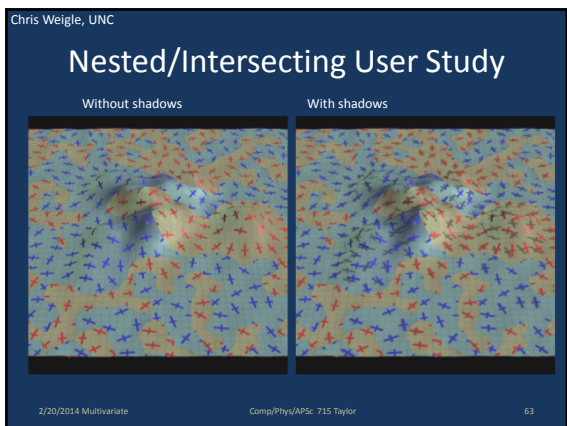 Chris Weigle, UNC
Nested/Intersecting User Study
Without shadows
With shadows
2/20/2014 Multivariate
Comp/Phys/APSc 715 Taylor
63